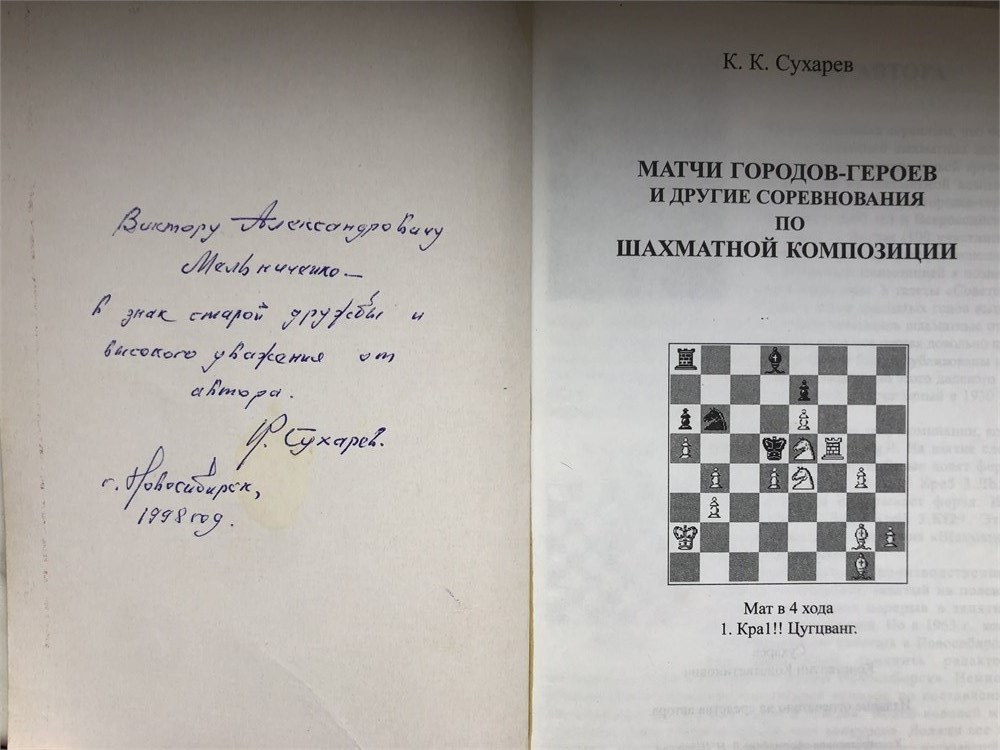 Виктору Александровичу
Мельниченко —
в знак старой дружбы и
высокого уважения от
автора.
К. Сухарев.
г. Новосибирск,
1998 год.
К. К. Сухарев
МАТЧИ ГОРОДОВ-ГЕРОЕВ
И ДРУГИЕ СОРЕВНОВАНИЯ
ПО
ШАХМАТНОЙ КОМПОЗИЦИИ
Мат в 4 хода
1. Кра1!! Цугцванг.